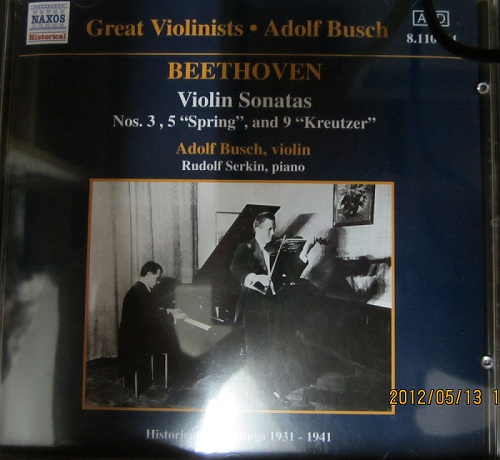 NAXOS
Historical
Great Violinists • Adolf Busch
ADD
BEETHOVEN
Violin Sonatas
Nos. 3 , 5 “Spring”, and 9 “Kreutzer”
Adolf Busch, violin
Rudolf Serkin, piano
2012/05/13
1931 - 1941